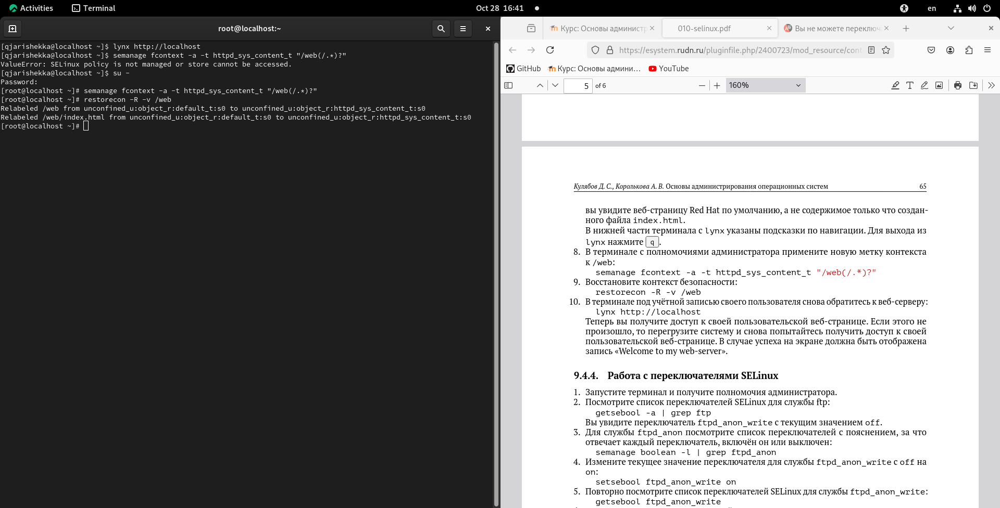 Activities
Terminal
Oct 28 16:41
en
root@localhost:~
[qjarishekka@localhost ~]$ lynx http://localhost
[qjarishekka@localhost ~]$ semanage fcontext -a -t httpd_sys_content_t "/web(/.*)?"
ValueError: SELinux policy is not managed or store cannot be accessed.
[qjarishekka@localhost ~]$ su -
Password:
[root@localhost ~]# semanage fcontext -a -t httpd_sys_content_t "/web(/.*)?"
[root@localhost ~]# restorecon -R -v /web
Relabeled /web from unconfined_u:object_r:default_t:s0 to unconfined_u:object_r:httpd_sys_content_t:s0
Relabeled /web/index.html from unconfined_u:object_r:default_t:s0 to unconfined_u:object_r:httpd_sys_content_t:s0
[root@localhost ~]#
Курс: Основы администр
010-selinux.pdf
Вы не можете переключ
https://esystem.rudn.ru/pluginfile.php/2400723/mod_resource/cont
GitHub
Курс: Основы админи...
YouTube
5 of 6
160%
Кулябов Д. С., Королькова А. В. Основы администрирования операционных систем 65
вы увидите веб-страницу Red Hat по умолчанию, а не содержимое только что создан-
ного файла index.html.
В нижней части терминала с lynx указаны подсказки по навигации. Для выхода из
lynx нажмите q .
8. В терминале с полномочиями администратора примените новую метку контекста
к /web:
semanage fcontext -a -t httpd_sys_content_t "/web(/.*)?"
9. Восстановите контекст безопасности:
restorecon -R -v /web
10. В терминале под учётной записью своего пользователя снова обратитесь к веб-серверу:
lynx http://localhost
Теперь вы получите доступ к своей пользовательской веб-странице. Если этого не
произошло, то перегрузите систему и снова попытайтесь получить доступ к своей
пользовательской веб-странице. В случае успеха на экране должна быть отображена
запись «Welcome to my web-server».
9.4.4. Работа с переключателями SELinux
1. Запустите терминал и получите полномочия администратора.
2. Посмотрите список переключателей SELinux для службы ftp:
getsebool -a | grep ftp
Вы увидите переключатель ftpd_anon_write с текущим значением off.
3. Для службы ftpd_anon посмотрите список переключателей с пояснением, за что
отвечает каждый переключатель, включён он или выключен:
semanage boolean -l | grep ftpd_anon
4. Измените текущее значение переключателя для службы ftpd_anon_write с off на
on:
setsebool ftpd_anon_write on
5. Повторно посмотрите список переключателей SELinux для службы ftpd_anon_write:
getsebool ftpd_anon_write